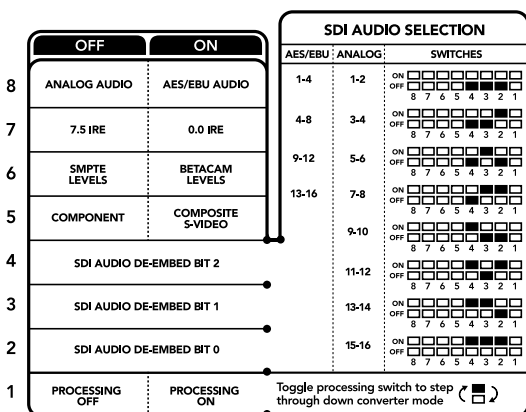 OFF ON
8 ANALOG AUDIO AES/EBU AUDIO
7 7.5 IRE 0.0 IRE
6 SMPTE LEVELS BETACAM LEVELS
5 COMPONENT COMPOSITE S-VIDEO
4 SDI AUDIO DE-EMBED BIT 2
3 SDI AUDIO DE-EMBED BIT 1
2 SDI AUDIO DE-EMBED BIT 0
1 PROCESSING OFF PROCESSING ON
SDI AUDIO SELECTION
AES/EBU ANALOG SWITCHES
1-4 1-2 ON
OFF
8 7 6 5 4 3 2 1
4-8 3-4 ON
OFF
8 7 6 5 4 3 2 1
9-12 5-6 ON
OFF
8 7 6 5 4 3 2 1
13-16 7-8 ON
OFF
8 7 6 5 4 3 2 1
9-10 ON
OFF
8 7 6 5 4 3 2 1
11-12 ON
OFF
8 7 6 5 4 3 2 1
13-14 ON
OFF
8 7 6 5 4 3 2 1
15-16 ON
OFF
8 7 6 5 4 3 2 1
Toggle processing switch to step
through down converter mode